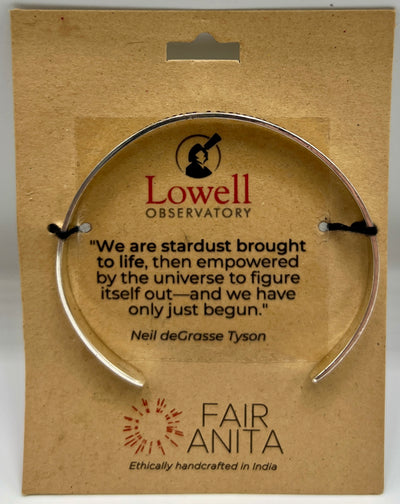 Lowell
OBSERVATORY
"We are stardust brought
to life, then empowered
by the universe to figure
itself out—and we have
only just begun."
Neil deGrasse Tyson
FAIR
ANITA
Ethically handcrafted in India